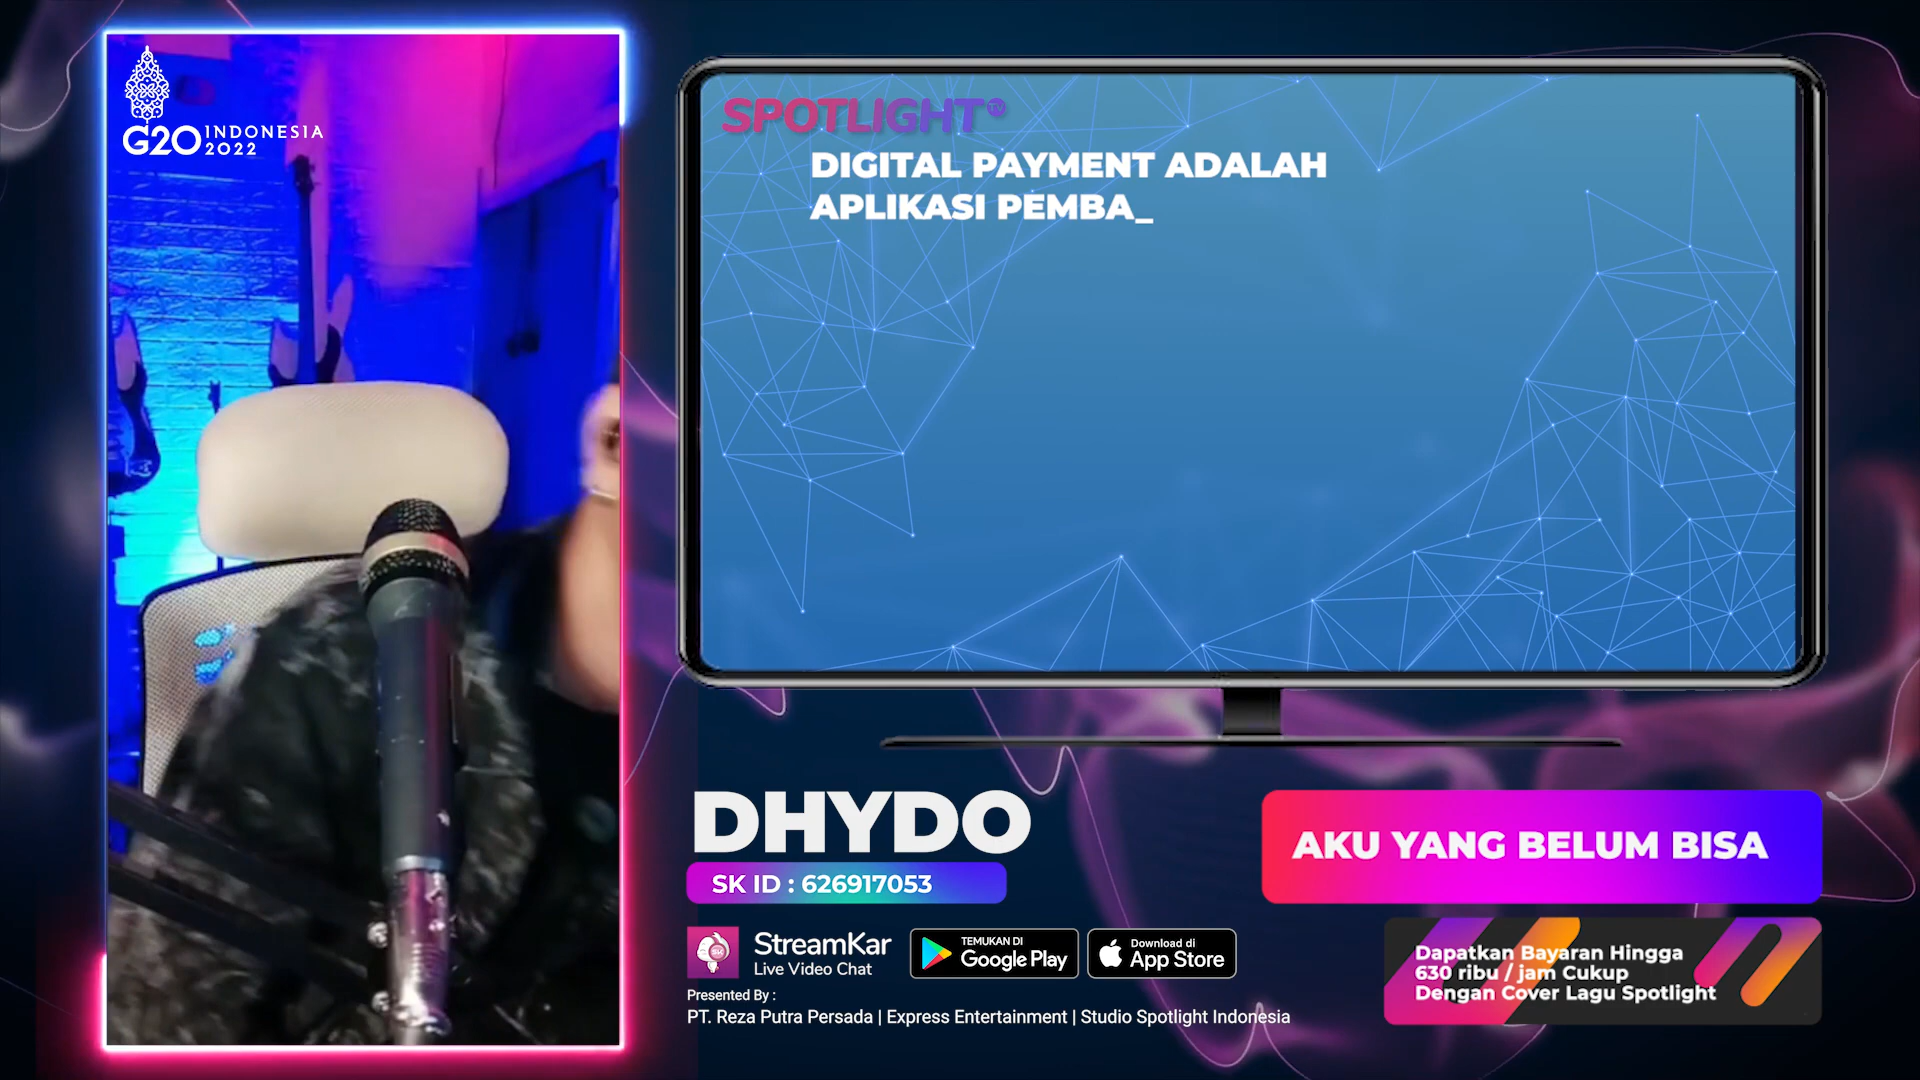 G20 INDONESIA
2022
SPOTLIGHT TV
DIGITAL PAYMENT ADALAH
APLIKASI PEMBA_
DHYDO
SK ID : 626917053
AKU YANG BELUM BISA
StreamKar
Live Video Chat
TEMUKAN DI
Google Play
Download di
App Store
Dapatkan Bayaran Hingga
630 ribu / jam Cukup
Dengan Cover Lagu Spotlight
Presented By :
PT. Reza Putra Persada | Express Entertainment | Studio Spotlight Indonesia